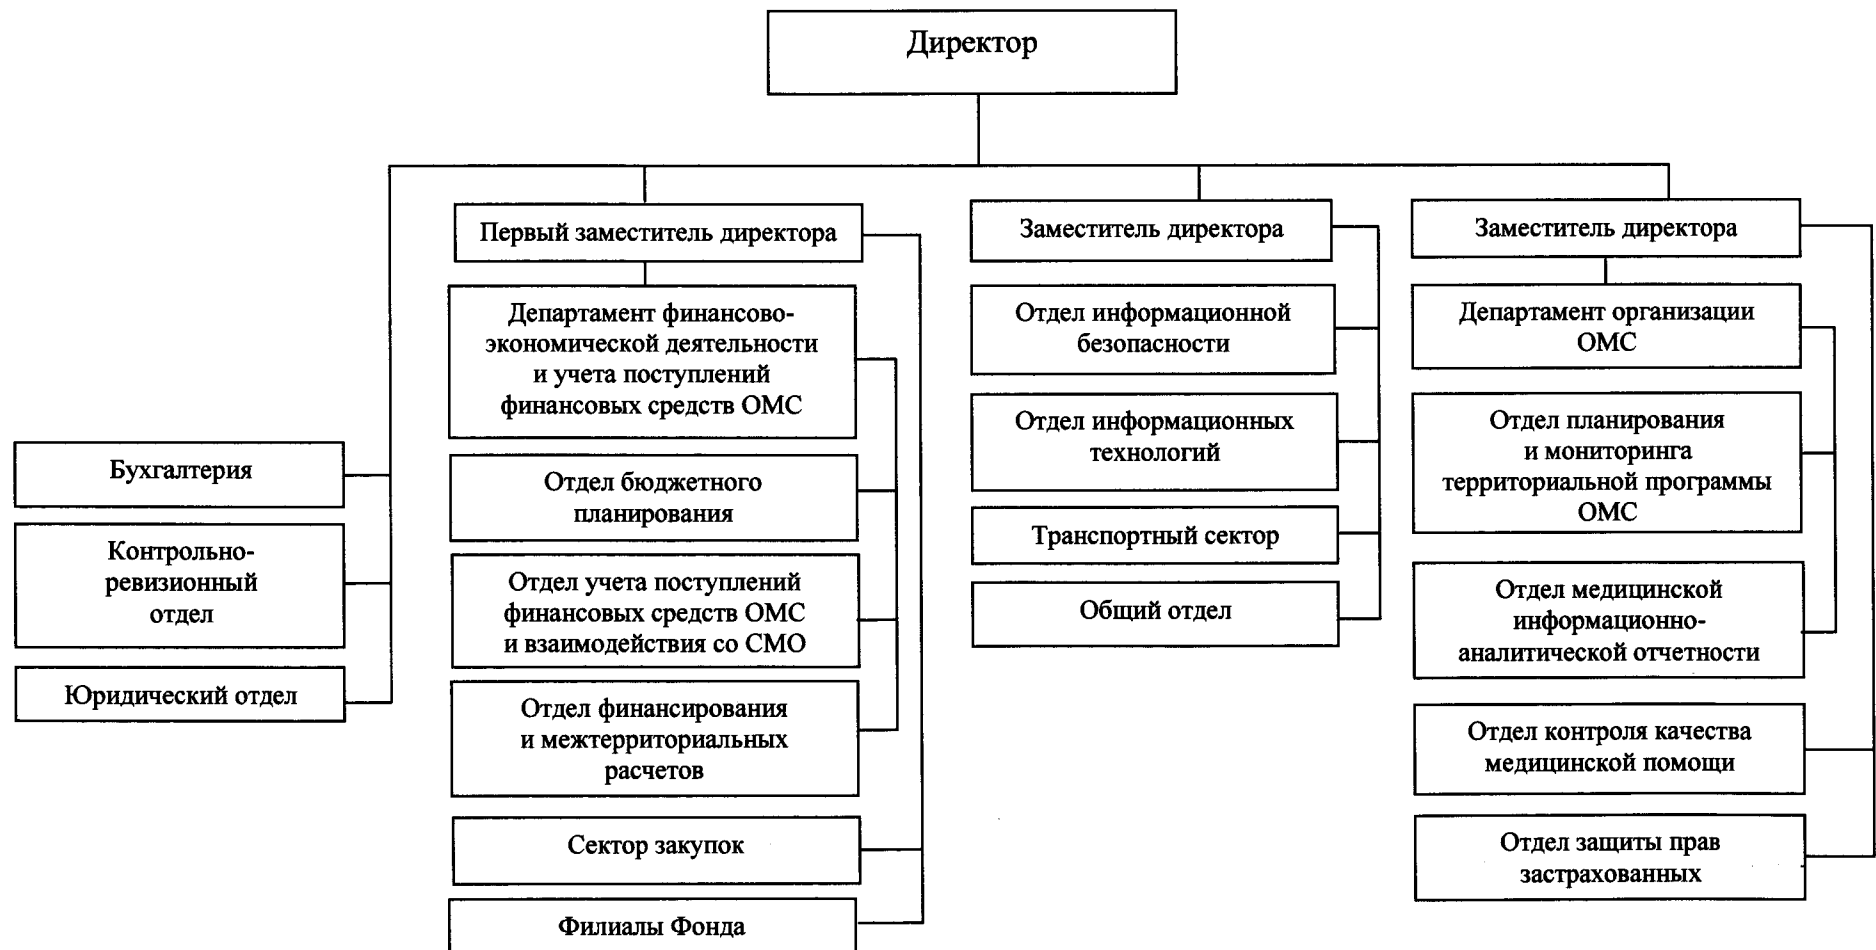 Директор
Бухгалтерия
Контрольно-
ревизионный
отдел
Юридический отдел
Первый заместитель директора
Департамент финансово-
экономической деятельности
и учета поступлений
финансовых средств ОМС
Отдел бюджетного
планирования
Отдел учета поступлений
финансовых средств ОМС
и взаимодействия со СМО
Отдел финансирования
и межтерриториальных
расчетов
Сектор закупок
Филиалы Фонда
Заместитель директора
Отдел информационной
безопасности
Отдел информационных
технологий
Транспортный сектор
Общий отдел
Заместитель директора
Департамент организации
ОМС
Отдел планирования
и мониторинга
территориальной программы
ОМС
Отдел медицинской
информационно-
аналитической отчетности
Отдел контроля качества
медицинской помощи
Отдел защиты прав
застрахованных